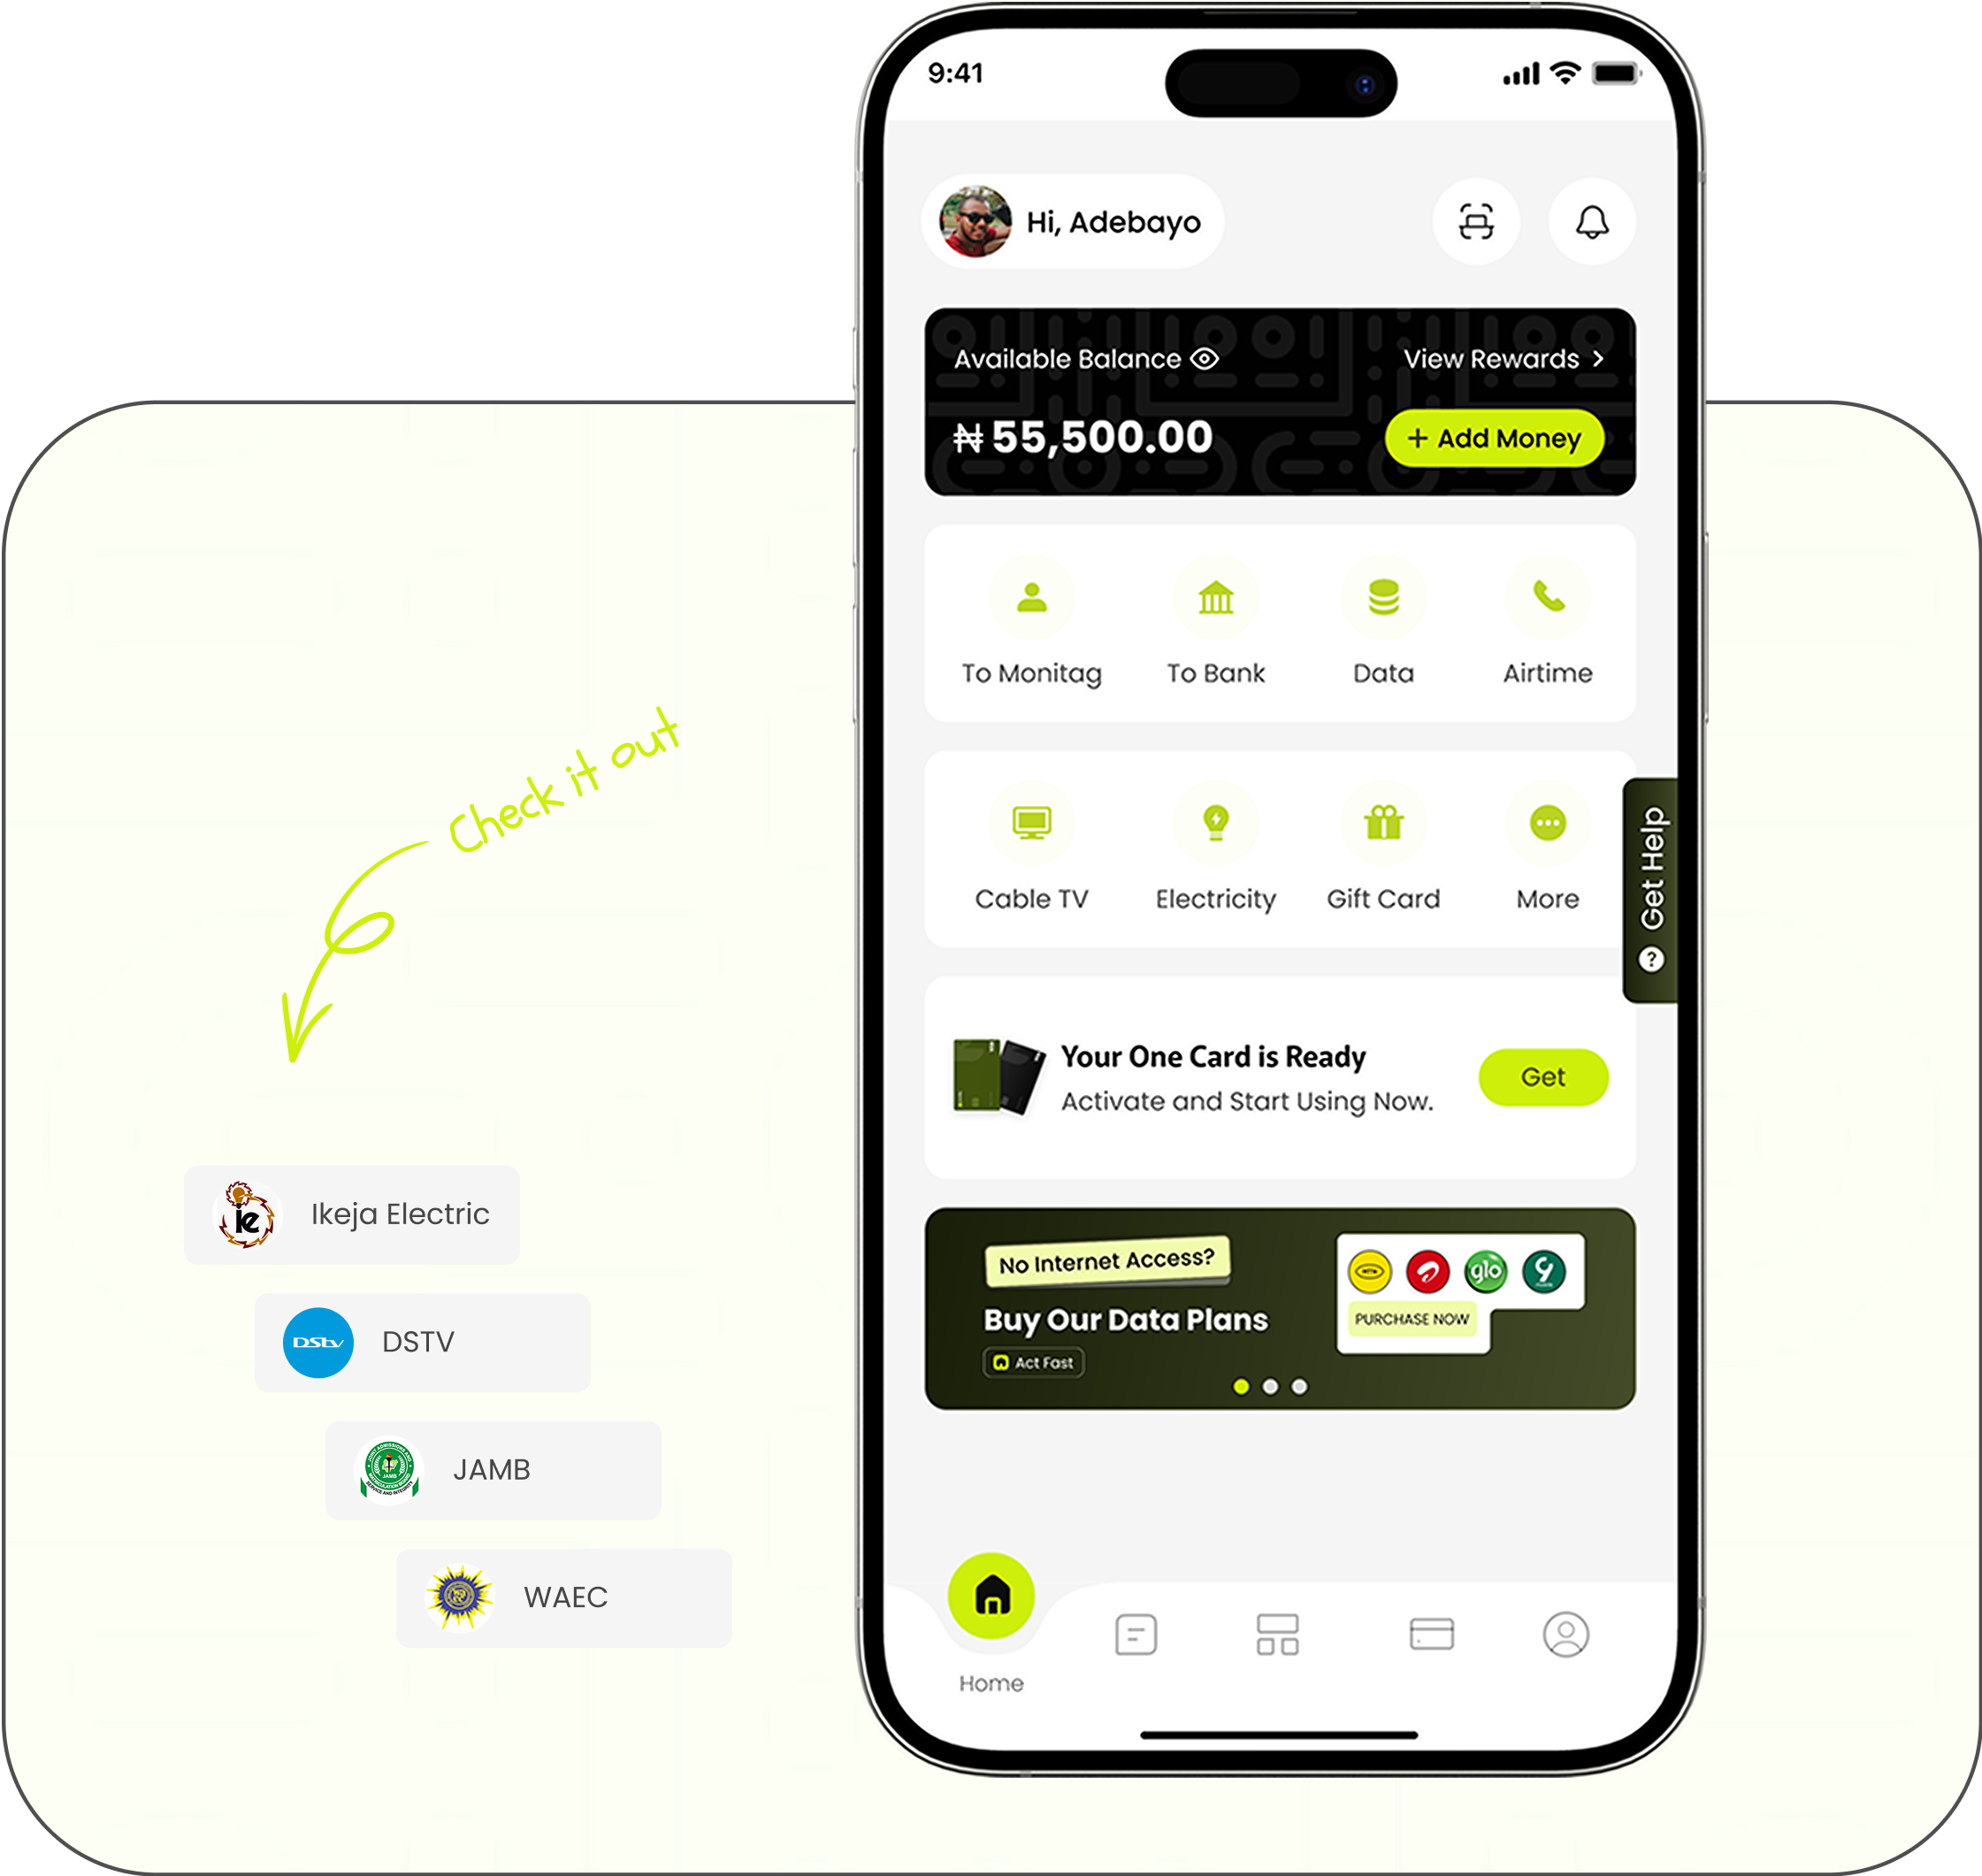 9:41
Hi, Adebayo
Available Balance
View Rewards >
₦ 55,500.00
+ Add Money
To Monitag
To Bank
Data
Airtime
Cable TV
Electricity
Gift Card
More
Get Help
?
Your One Card is Ready
Activate and Start Using Now.
Get
No Internet Access?
Buy Our Data Plans
Act Fast
glo
PURCHASE NOW
Home
Check it out
ie
Ikeja Electric
DStv
DSTV
JAMB
JAMB
WAEC